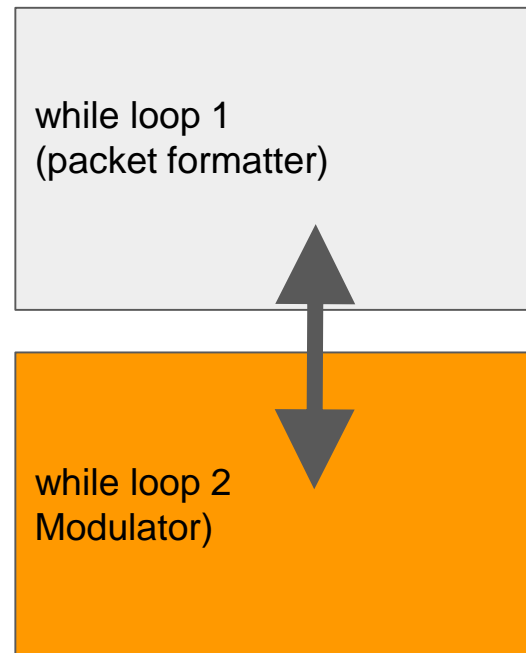 while loop 1
(packet formatter)
while loop 2
Modulator)